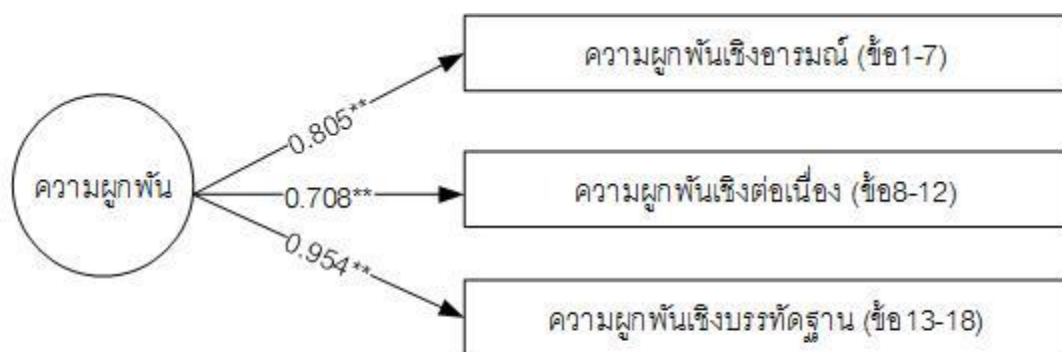 ความผูกพัน
0.805**
ความผูกพันเชิงอารมณ์ (ข้อ1-7)
0.708**
ความผูกพันเชิงต่อเนื่อง (ข้อ8-12)
0.954**
ความผูกพันเชิงบรรทัดฐาน (ข้อ13-18)